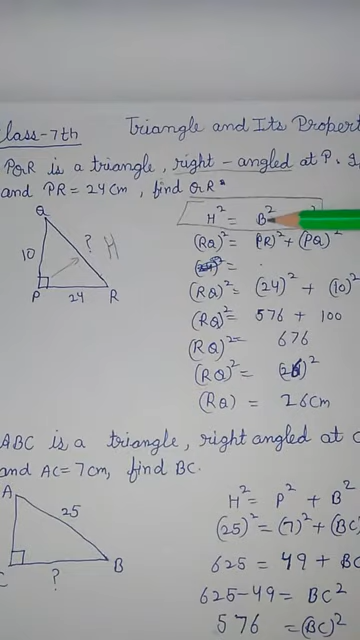 Class-7th Triangle and Its Propert
PQR is a triangle, right-angled at P.
and PR = 24 cm, find QR.
Q
10
? H
P 24 R
H² = B²
(RQ)² = PR)² + (PQ)²
(RQ)² = (24)² + (10)²
(RQ)² = 576 + 100
(RQ)² = 676
(RQ)² = (26)²
(RQ) = 26cm
ABC is a triangle, right angled at C
and AC = 7cm, find BC.
A
25
C ? B
H² = P² + B²
(25)² = (7)² + (BC)
625 = 49 + BC
625-49 = BC²
576 = (BC)²